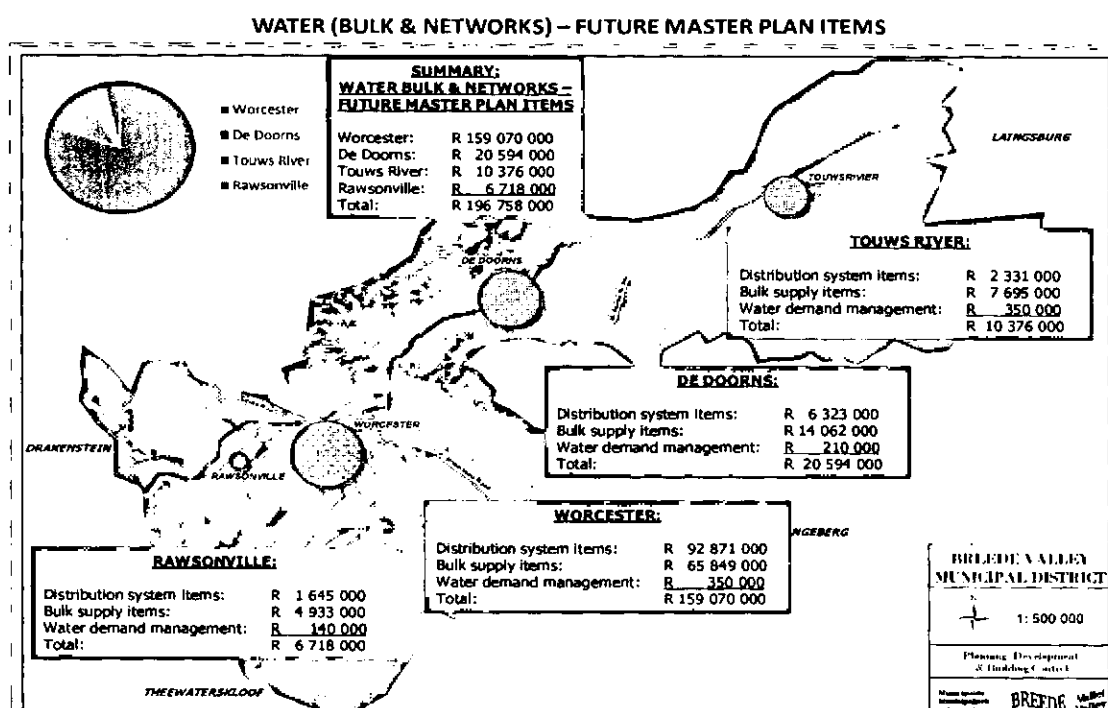 WATER (BULK & NETWORKS) – FUTURE MASTER PLAN ITEMS
Worcester
De Doorns
Touws River
Rawsonville
SUMMARY:
WATER BULK & NETWORKS –
FUTURE MASTER PLAN ITEMS
Worcester: R 159 070 000
De Doorns: R 20 594 000
Touws River: R 10 376 000
Rawsonville: R 6 718 000
Total: R 196 758 000
LAINGSBURG
TOUWSRIVIER
TOUWS RIVER:
Distribution system items: R 2 331 000
Bulk supply items: R 7 695 000
Water demand management: R 350 000
Total: R 10 376 000
DE DOORNS
DE DOORNS:
Distribution system items: R 6 323 000
Bulk supply items: R 14 062 000
Water demand management: R 210 000
Total: R 20 594 000
DRAKENSTEIN
RAWSONVILLE
WORCESTER
WORCESTER:
Distribution system items: R 92 871 000
Bulk supply items: R 65 849 000
Water demand management: R 350 000
Total: R 159 070 000
NGEBERG
RAWSONVILLE:
Distribution system items: R 1 645 000
Bulk supply items: R 4 933 000
Water demand management: R 140 000
Total: R 6 718 000
THEEWATERSKLOOF
BREEDE VALLEY
MUNICIPAL DISTRICT
N
1: 500 000
Planning, Development
& Building Control
BREEDE Vallei
Valley